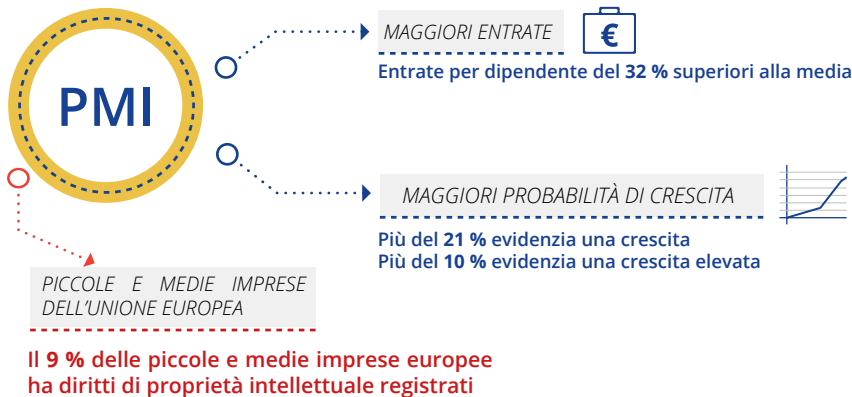 PMI
MAGGIORI ENTRATE
€
Entrate per dipendente del 32 % superiori alla media
MAGGIORI PROBABILITÀ DI CRESCITA
Più del 21 % evidenzia una crescita
Più del 10 % evidenzia una crescita elevata
PICCOLE E MEDIE IMPRESE
DELL’UNIONE EUROPEA
Il 9 % delle piccole e medie imprese europee
ha diritti di proprietà intellettuale registrati